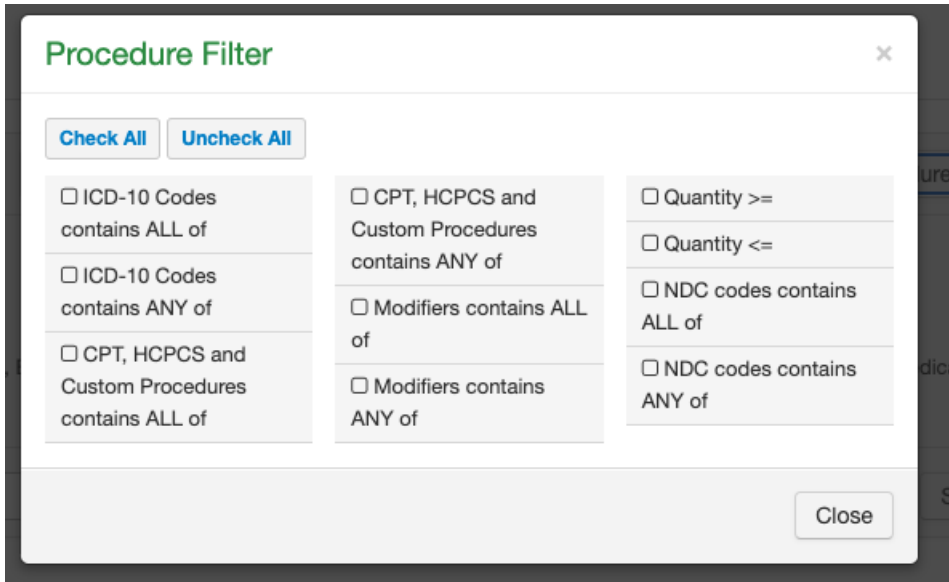 Procedure Filter
×
Check All
Uncheck All
ICD-10 Codes
contains ALL of
ICD-10 Codes
contains ANY of
CPT, HCPCS and
Custom Procedures
contains ALL of
CPT, HCPCS and
Custom Procedures
contains ANY of
Modifiers contains ALL
of
Modifiers contains
ANY of
Quantity >=
Quantity <=
NDC codes contains
ALL of
NDC codes contains
ANY of
Close